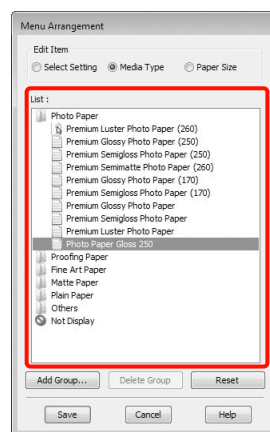 Menu Arrangement
Edit Item
Select Setting Media Type Paper Size
List :
Photo Paper
Premium Luster Photo Paper (260)
Premium Glossy Photo Paper (250)
Premium Semigloss Photo Paper (250)
Premium Semimatte Photo Paper (260)
Premium Glossy Photo Paper (170)
Premium Semigloss Photo Paper (170)
Premium Glossy Photo Paper
Premium Semigloss Photo Paper
Premium Luster Photo Paper
Photo Paper Gloss 250
Proofing Paper
Fine Art Paper
Matte Paper
Plain Paper
Others
Not Display
Add Group... Delete Group Reset
Save Cancel Help